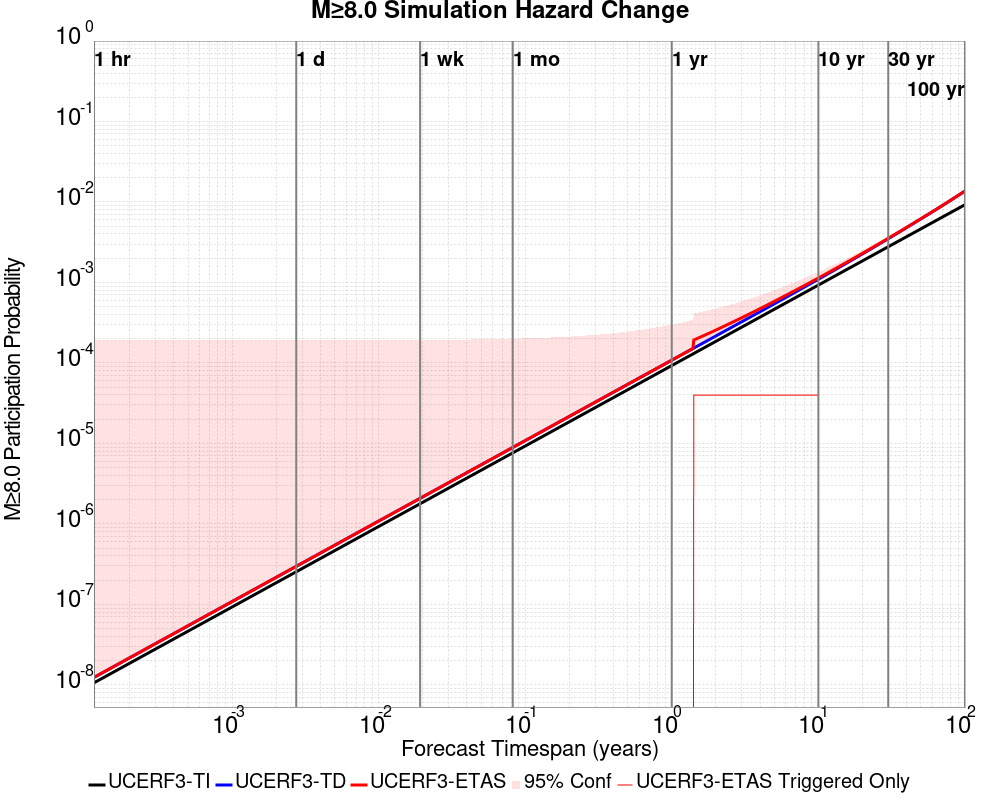 M≥8.0 Simulation Hazard Change
10^0
1 hr 1 d 1 wk 1 mo 1 yr 10 yr 30 yr
100 yr
10^-1
10^-2
10^-3
10^-4
10^-5
10^-6
10^-7
10^-8
M≥8.0 Participation Probability
10^-3 10^-2 10^-1 10^0 10^1 10^2
Forecast Timespan (years)
UCERF3-TI UCERF3-TD UCERF3-ETAS 95% Conf UCERF3-ETAS Triggered Only